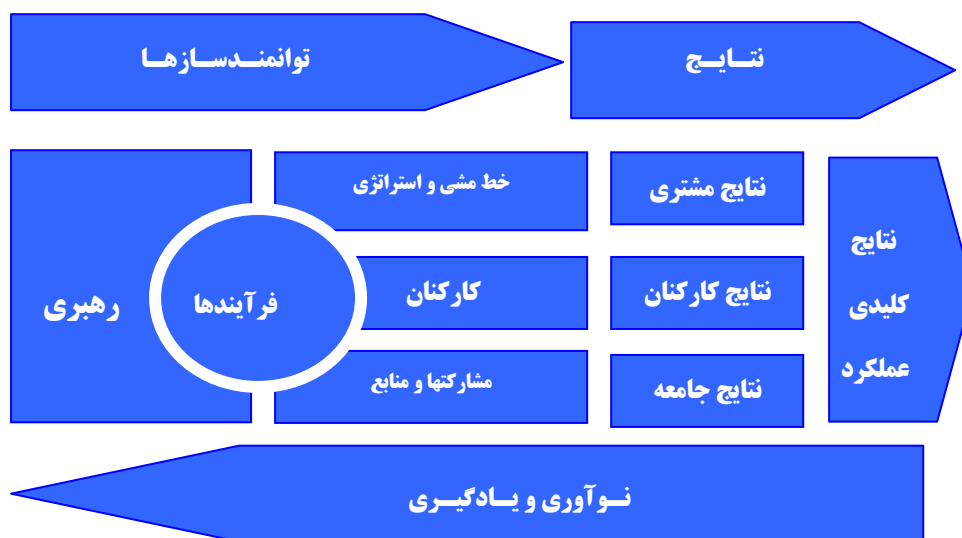 توانمندسازها
نتایج
رهبری
فرآیندها
خط مشی و استراتژی
کارکنان
مشارکتها و منابع
نتایج مشتری
نتایج کارکنان
نتایج جامعه
نتایج
کلیدی
عملکرد
نوآوری و یادگیری